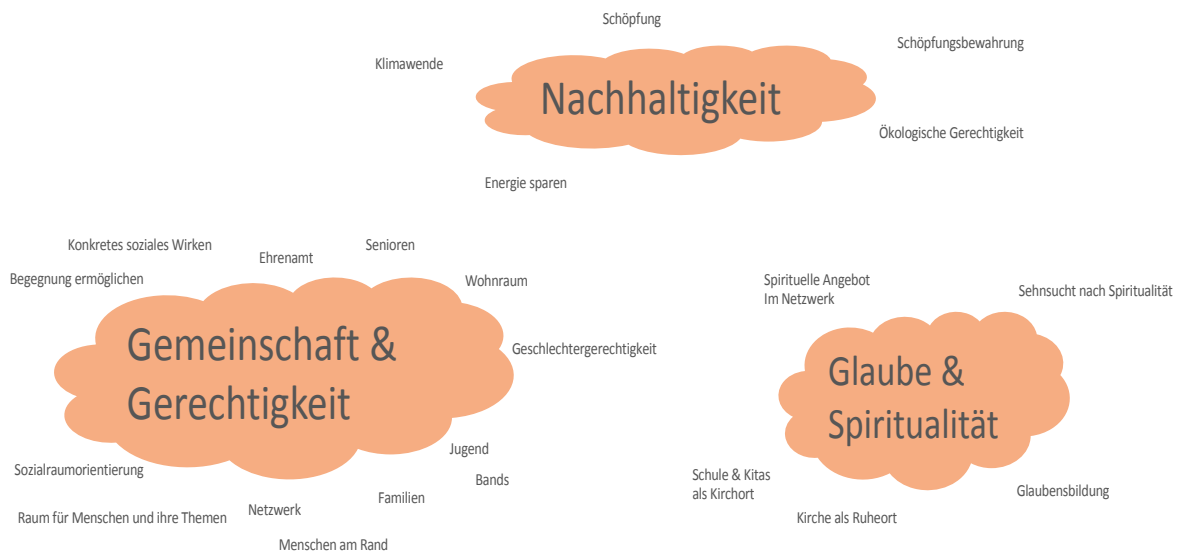 Schöpfung
Schöpfungsbewahrung
Klimawende
Nachhaltigkeit
Ökologische Gerechtigkeit
Energie sparen
Konkretes soziales Wirken
Ehrenamt
Senioren
Begegnung ermöglichen
Wohnraum
Gemeinschaft &
Gerechtigkeit
Geschlechtergerechtigkeit
Jugend
Sozialraumorientierung
Bands
Familien
Netzwerk
Raum für Menschen und ihre Themen
Menschen am Rand
Spirituelle Angebot
Im Netzwerk
Sehnsucht nach Spiritualität
Glaube &
Spiritualität
Schule & Kitas
als Kirchort
Glaubensbildung
Kirche als Ruheort